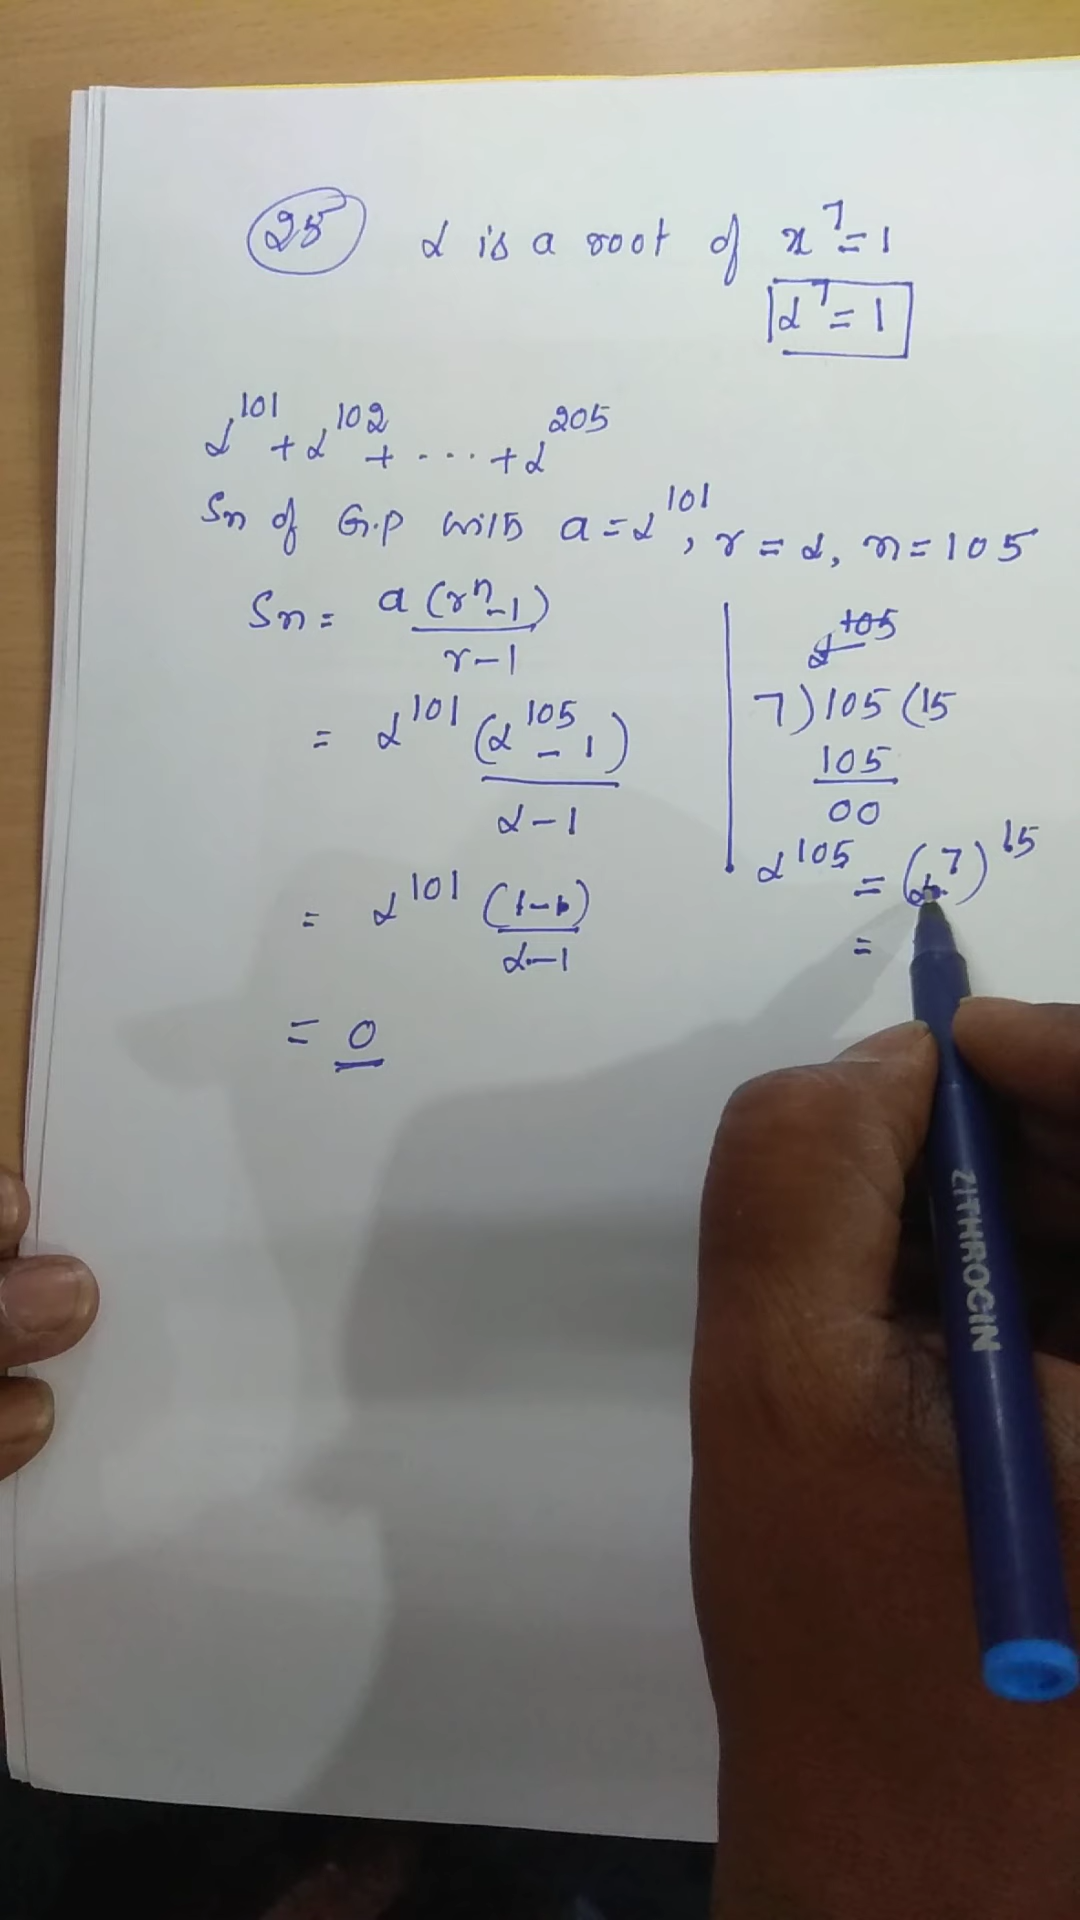 25 α is a root of x⁷=1
α⁷=1
α¹⁰¹+α¹⁰²+....+α²⁰⁵
Sn of G.P with a=α¹⁰¹, r=α, n=105
Sn = a(rⁿ-1)/r-1
= α¹⁰¹(α¹⁰⁵-1)/α-1
= α¹⁰¹(1-1)/α-1
= 0
α¹⁰⁵
7)105(15
105
00
α¹⁰⁵ = (α⁷)¹⁵
=
ZITHROCIN